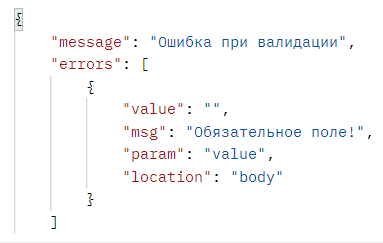 {
"message": "Ошибка при валидации",
"errors": [
{
"value": "",
"msg": "Обязательное поле!",
"param": "value",
"location": "body"
}
]